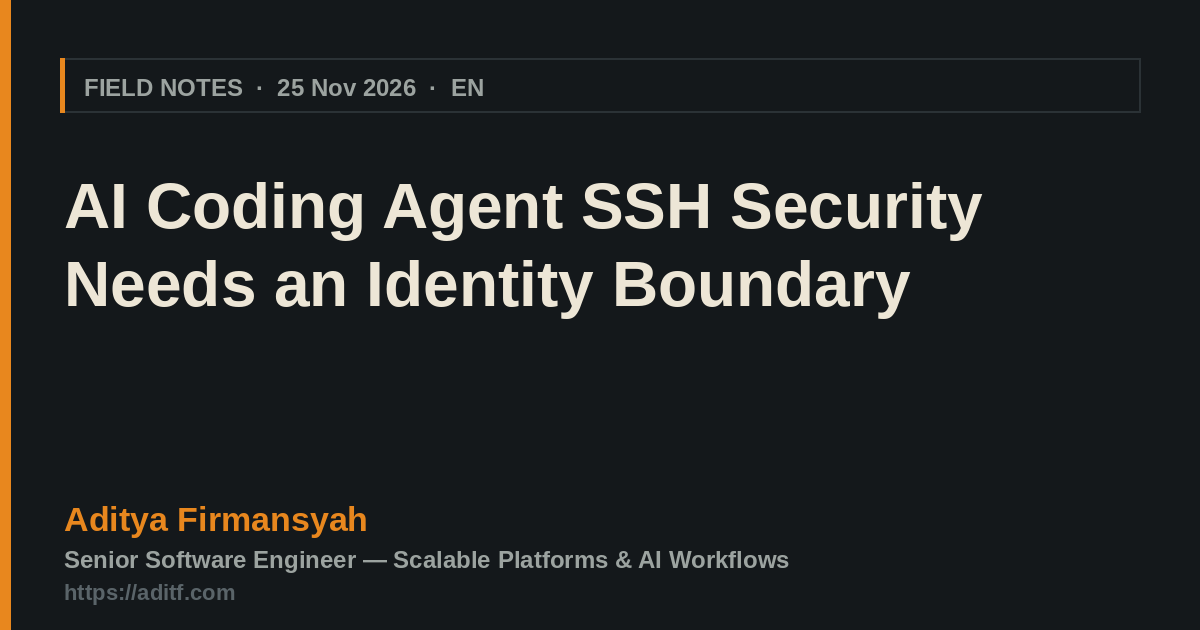 FIELD NOTES · 25 Nov 2026 · EN
AI Coding Agent SSH Security
Needs an Identity Boundary
Aditya Firmansyah
Senior Software Engineer — Scalable Platforms & AI Workflows
https://aditf.com